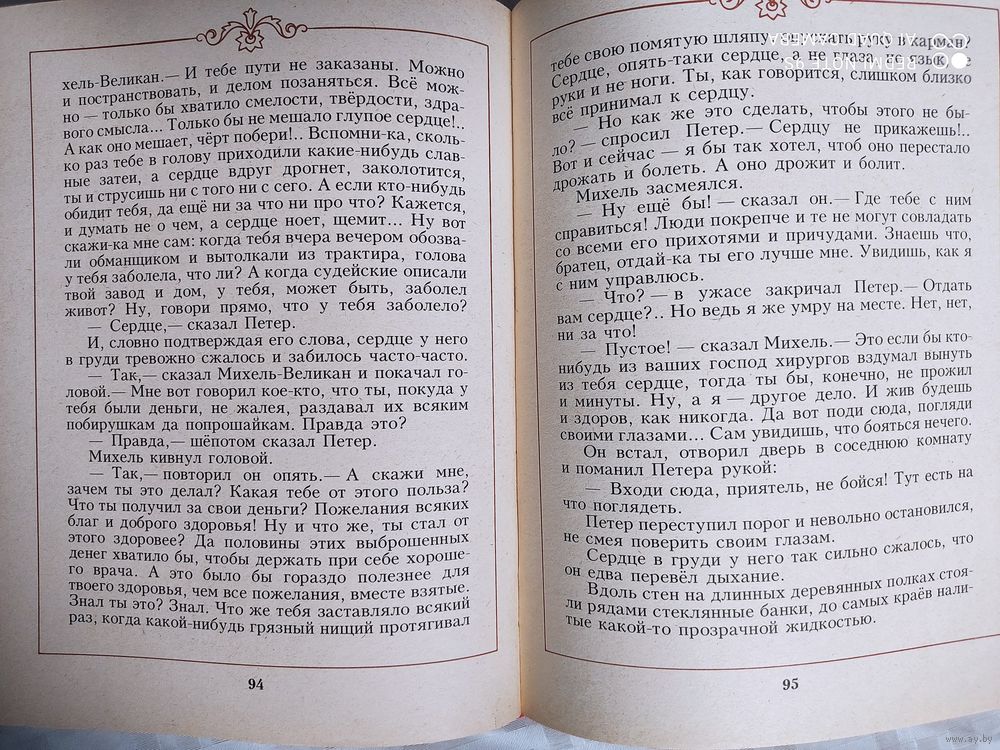 хель-Великан.— И тебе пути не заказаны. Можно
и постранствовать, и делом позаняться. Всё мож-
но — только бы хватило смелости, твёрдости, здра-
вого смысла... Только бы не мешало глупое сердце!..
А как оно мешает, чёрт побери!.. Вспомни-ка, сколь-
ко раз тебе в голову приходили какие-нибудь слав-
ные затеи, а сердце вдруг дрогнет, заколотится,
ты и струсишь ни с того ни с сего. А если кто-нибудь
обидит тебя, да ещё ни за что ни про что? Кажется,
и думать не о чем, а сердце ноет, щемит... Ну вот
скажи-ка мне сам: когда тебя вчера вечером обозва-
ли обманщиком и вытолкали из трактира, голова
у тебя заболела, что ли? А когда судейские описали
твой завод и дом, у тебя, может быть, заболел
живот? Ну, говори прямо, что у тебя заболело?
— Сердце,— сказал Петер.
И, словно подтверждая его слова, сердце у него
в груди тревожно сжалось и забилось часто-часто.
— Так,— сказал Михель-Великан и покачал го-
ловой.— Мне вот говорил кое-кто, что ты, покуда у
тебя были деньги, не жалея, раздавал их всяким
побирушкам да попрошайкам. Правда это?
— Правда,— шёпотом сказал Петер.
Михель кивнул головой.
— Так,— повторил он опять.— А скажи мне,
зачем ты это делал? Какая тебе от этого польза?
Что ты получил за свои деньги? Пожелания всяких
благ и доброго здоровья! Ну и что же, ты стал от
этого здоровее? Да половины этих выброшенных
денег хватило бы, чтобы держать при себе хороше-
го врача. А это было бы гораздо полезнее для
твоего здоровья, чем все пожелания, вместе взятые.
Знал ты это? Знал. Что же тебя заставляло всякий
раз, когда какой-нибудь грязный нищий протягивал
94
тебе свою помятую шляпу, опускать руку в карман?
Сердце, опять-таки сердце, а не глаза, не язык, не
руки и не ноги. Ты, как говорится, слишком близко
всё принимал к сердцу.
— Но как же это сделать, чтобы этого не бы-
ло? — спросил Петер.— Сердцу не прикажешь!..
Вот и сейчас — я бы так хотел, чтоб оно перестало
дрожать и болеть. А оно дрожит и болит.
Михель засмеялся.
— Ну ещё бы! — сказал он.— Где тебе с ним
справиться! Люди покрепче и те не могут совладать
со всеми его прихотями и причудами. Знаешь что,
братец, отдай-ка ты его лучше мне. Увидишь, как я
с ним управлюсь.
— Что? — в ужасе закричал Петер.— Отдать
вам сердце?.. Но ведь я же умру на месте. Нет, нет,
ни за что!
— Пустое! — сказал Михель.— Это если бы кто-
нибудь из ваших господ хирургов вздумал вынуть
из тебя сердце, тогда ты бы, конечно, не прожил
и минуты. Ну, а я — другое дело. И жив будешь
и здоров, как никогда. Да вот поди сюда, погляди
своими глазами... Сам увидишь, что бояться нечего.
Он встал, отворил дверь в соседнюю комнату
и поманил Петера рукой:
— Входи сюда, приятель, не бойся! Тут есть на
что поглядеть.
Петер переступил порог и невольно остановился,
не смея поверить своим глазам.
Сердце в груди у него так сильно сжалось, что
он едва перевёл дыхание.
Вдоль стен на длинных деревянных полках стоя-
ли рядами стеклянные банки, до самых краёв нали-
тые какой-то прозрачной жидкостью.
95
REDMI NOTE 9S
www.ay.by